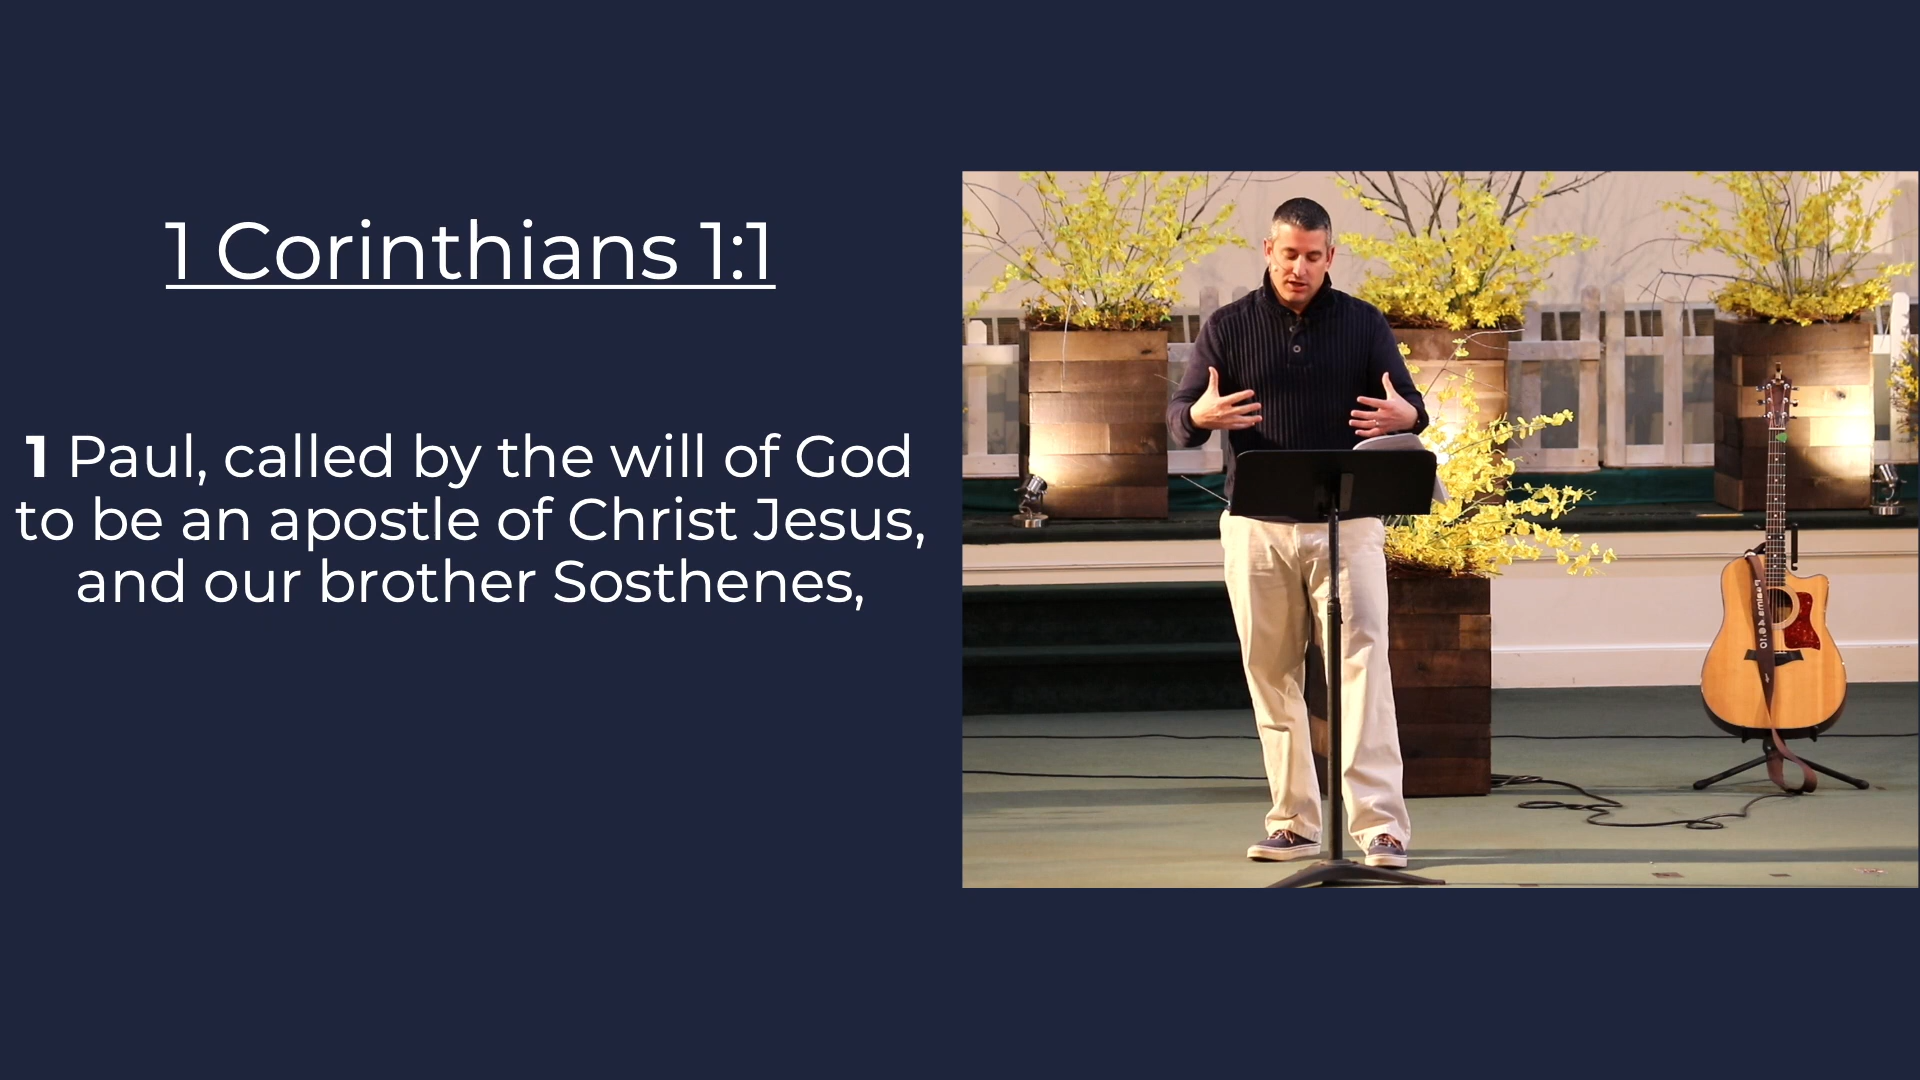 1 Corinthians 1:1
1 Paul, called by the will of God
to be an apostle of Christ Jesus,
and our brother Sosthenes,